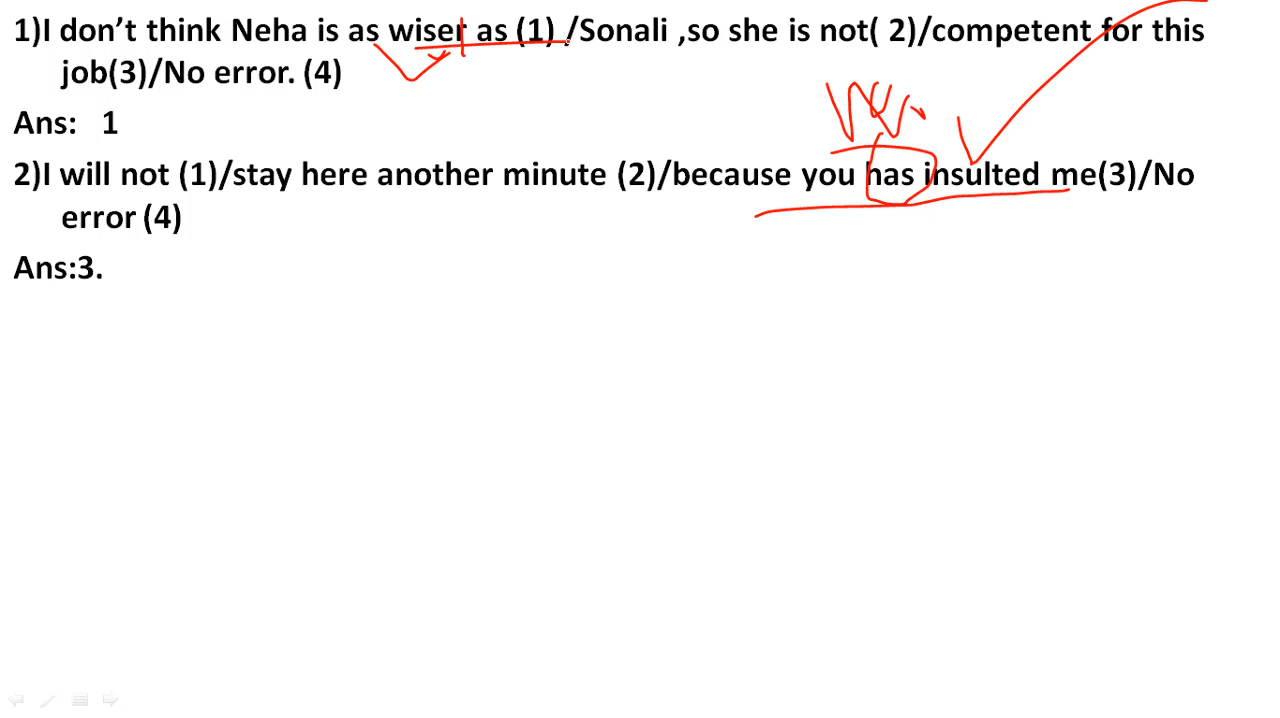 1)I don’t think Neha is as wiser as (1) /Sonali ,so she is not( 2)/competent for this
job(3)/No error. (4)
Ans: 1
2)I will not (1)/stay here another minute (2)/because you has insulted me(3)/No
error (4)
Ans:3.